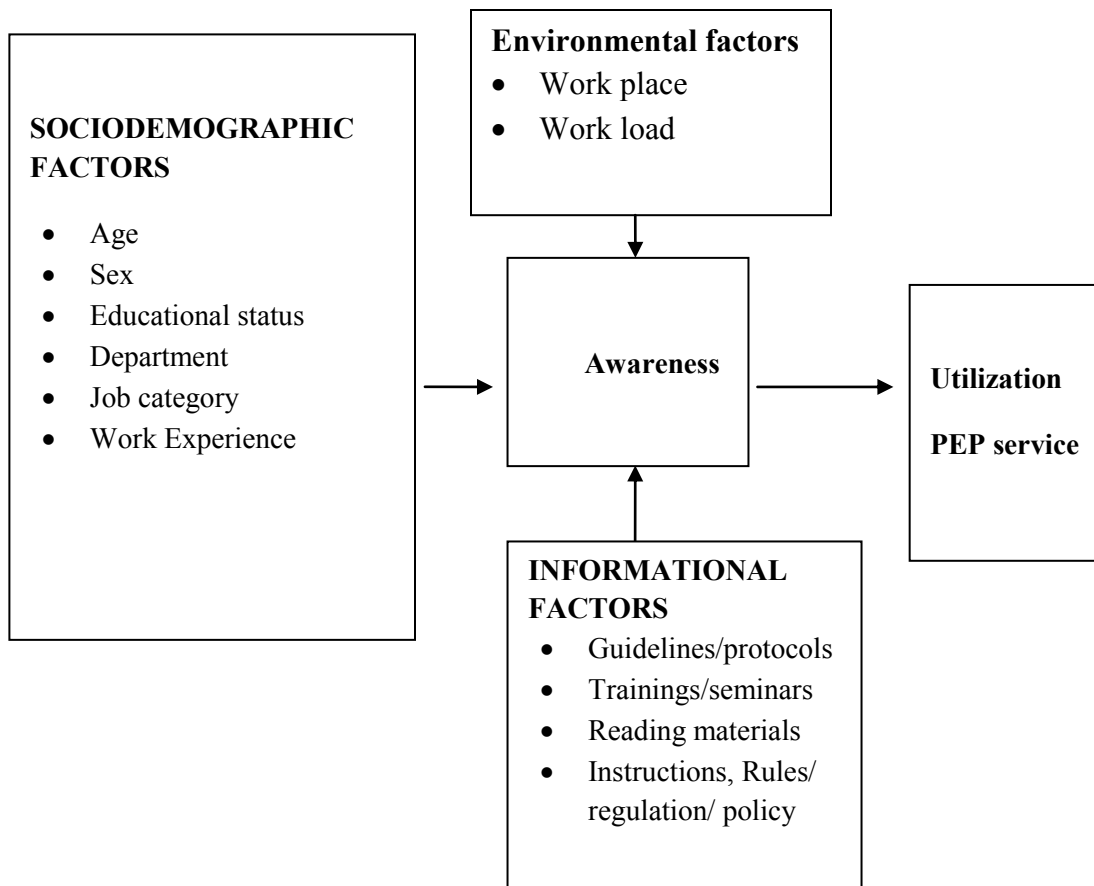 Environmental factors
• Work place
• Work load
SOCIODEMOGRAPHIC
FACTORS
• Age
• Sex
• Educational status
• Department
• Job category
• Work Experience
Awareness
Utilization
PEP service
INFORMATIONAL
FACTORS
• Guidelines/protocols
• Trainings/seminars
• Reading materials
• Instructions, Rules/
regulation/ policy